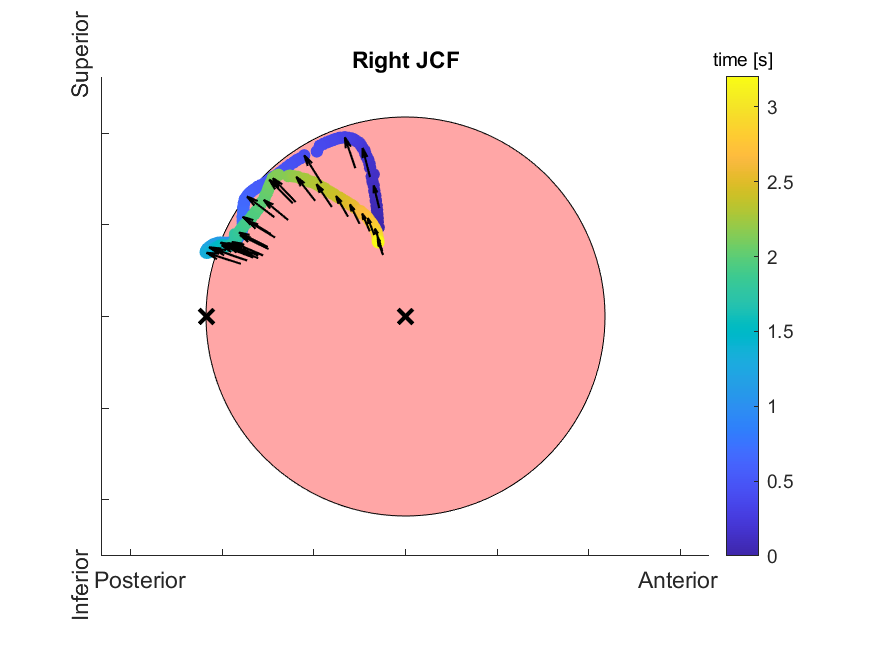 Right JCF
time [s]
3
2.5
2
1.5
1
0.5
0
Superior
Inferior
Posterior
Anterior